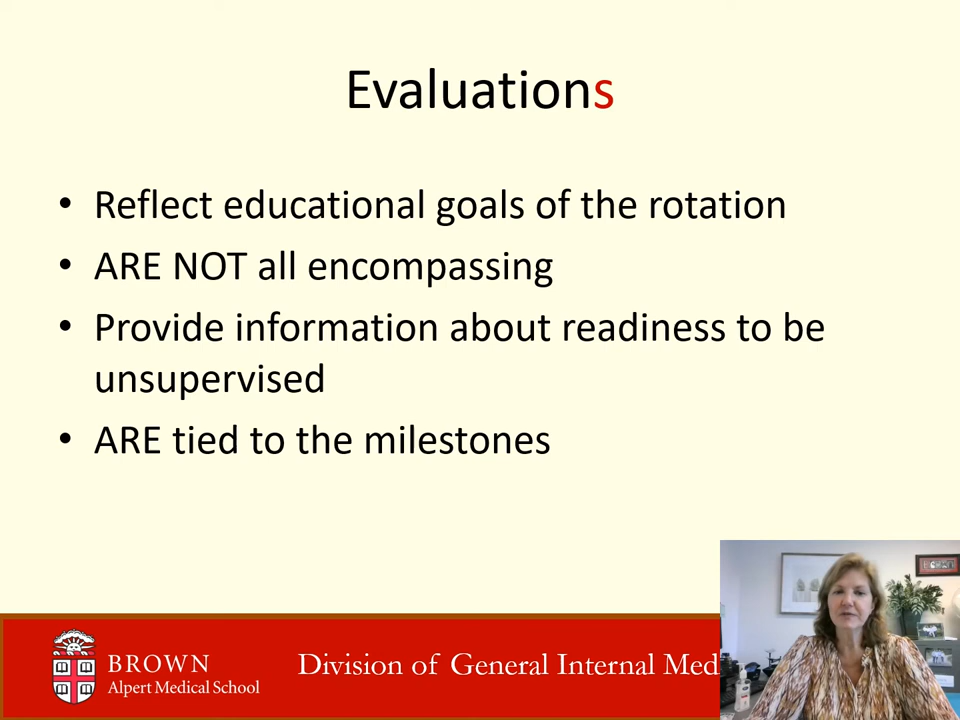 Evaluations
• Reflect educational goals of the rotation
• ARE NOT all encompassing
• Provide information about readiness to be
unsupervised
• ARE tied to the milestones
BROWN
Alpert Medical School
Division of General Internal Med